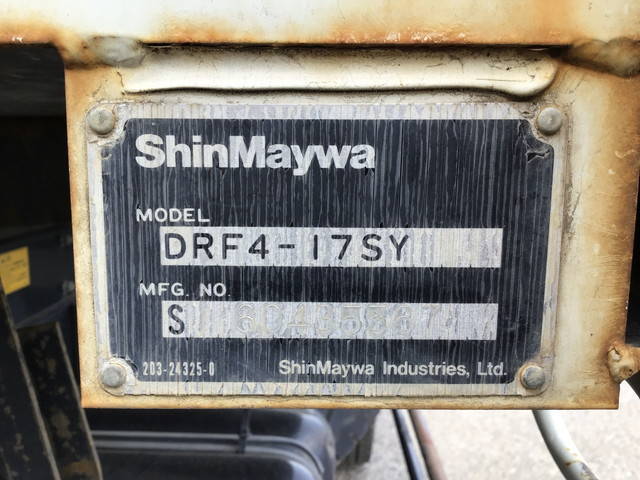 ShinMaywa
MODEL
DRF4-17SY
MFG. NO.
S
203-24325-0
ShinMaywa Industries, Ltd.